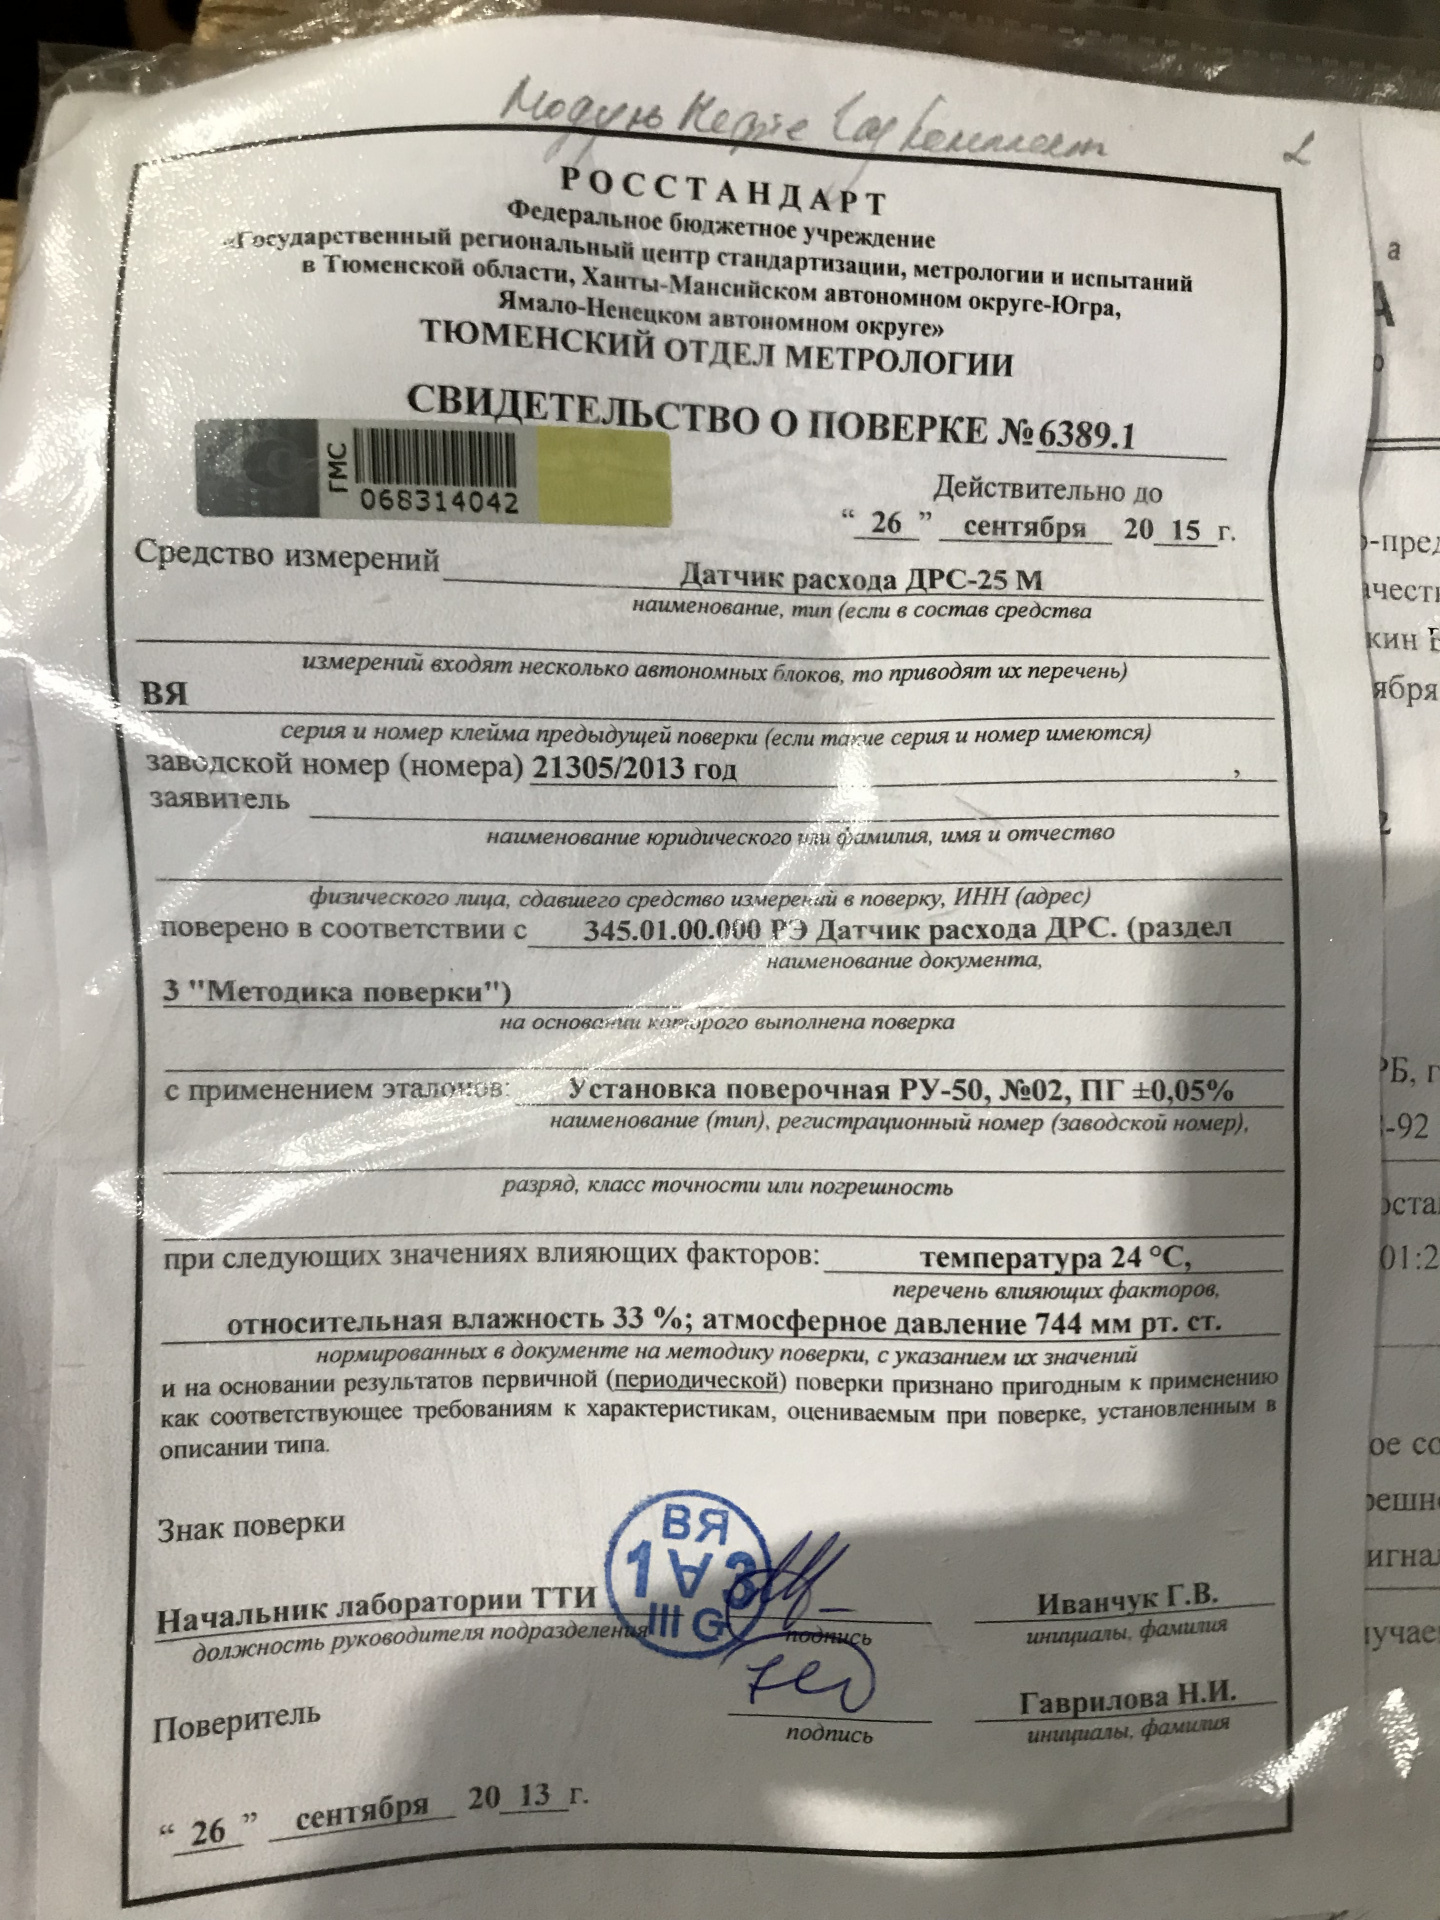 Модуль
РОССТАНДАРТ
Федеральное бюджетное учреждение
«Государственный региональный центр стандартизации, метрологии и испытаний
в Тюменской области, Ханты-Мансийском автономном округе-Югра,
Ямало-Ненецком автономном округе»
ТЮМЕНСКИЙ ОТДЕЛ МЕТРОЛОГИИ
СВИДЕТЕЛЬСТВО О ПОВЕРКЕ № 6389.1
ГМС
068314042
Действительно до
“ 26 ” сентября 20 15 г.
Средство измерений Датчик расхода ДРС-25 М
наименование, тип (если в состав средства
измерений входят несколько автономных блоков, то приводят их перечень)
ВЯ
серия и номер клейма предыдущей поверки (если такие серия и номер имеются)
заводской номер (номера) 21305/2013 год ,
заявитель
наименование юридического или фамилия, имя и отчество
физического лица, сдавшего средство измерений в поверку, ИНН (адрес)
поверено в соответствии с 345.01.00.000 РЭ Датчик расхода ДРС. (раздел
наименование документа,
3 "Методика поверки")
на основании которого выполнена поверка
с применением эталонов: Установка поверочная РУ-50, №02, ПГ ±0,05%
наименование (тип), регистрационный номер (заводской номер),
разряд, класс точности или погрешность
при следующих значениях влияющих факторов: температура 24 °С,
перечень влияющих факторов,
относительная влажность 33 %; атмосферное давление 744 мм рт. ст.
нормированных в документе на методику поверки, с указанием их значений
и на основании результатов первичной (периодической) поверки признано пригодным к применению
как соответствующее требованиям к характеристикам, оцениваемым при поверке, установленным в
описании типа.
Знак поверки
ВЯ
1 A 3
III G
Начальник лаборатории ТТИ Иванчук Г.В.
должность руководителя подразделения подпись инициалы, фамилия
Поверитель Гаврилова Н.И.
подпись инициалы, фамилия
“ 26 ” сентября 20 13 г.